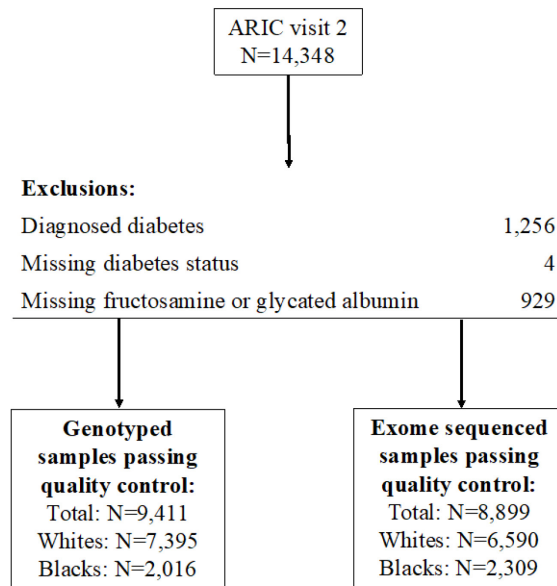 ARIC visit 2
N=14,348
Exclusions:
Diagnosed diabetes 1,256
Missing diabetes status 4
Missing fructosamine or glycated albumin 929
Genotyped
samples passing
quality control:
Total: N=9,411
Whites: N=7,395
Blacks: N=2,016
Exome sequenced
samples passing
quality control:
Total: N=8,899
Whites: N=6,590
Blacks: N=2,309